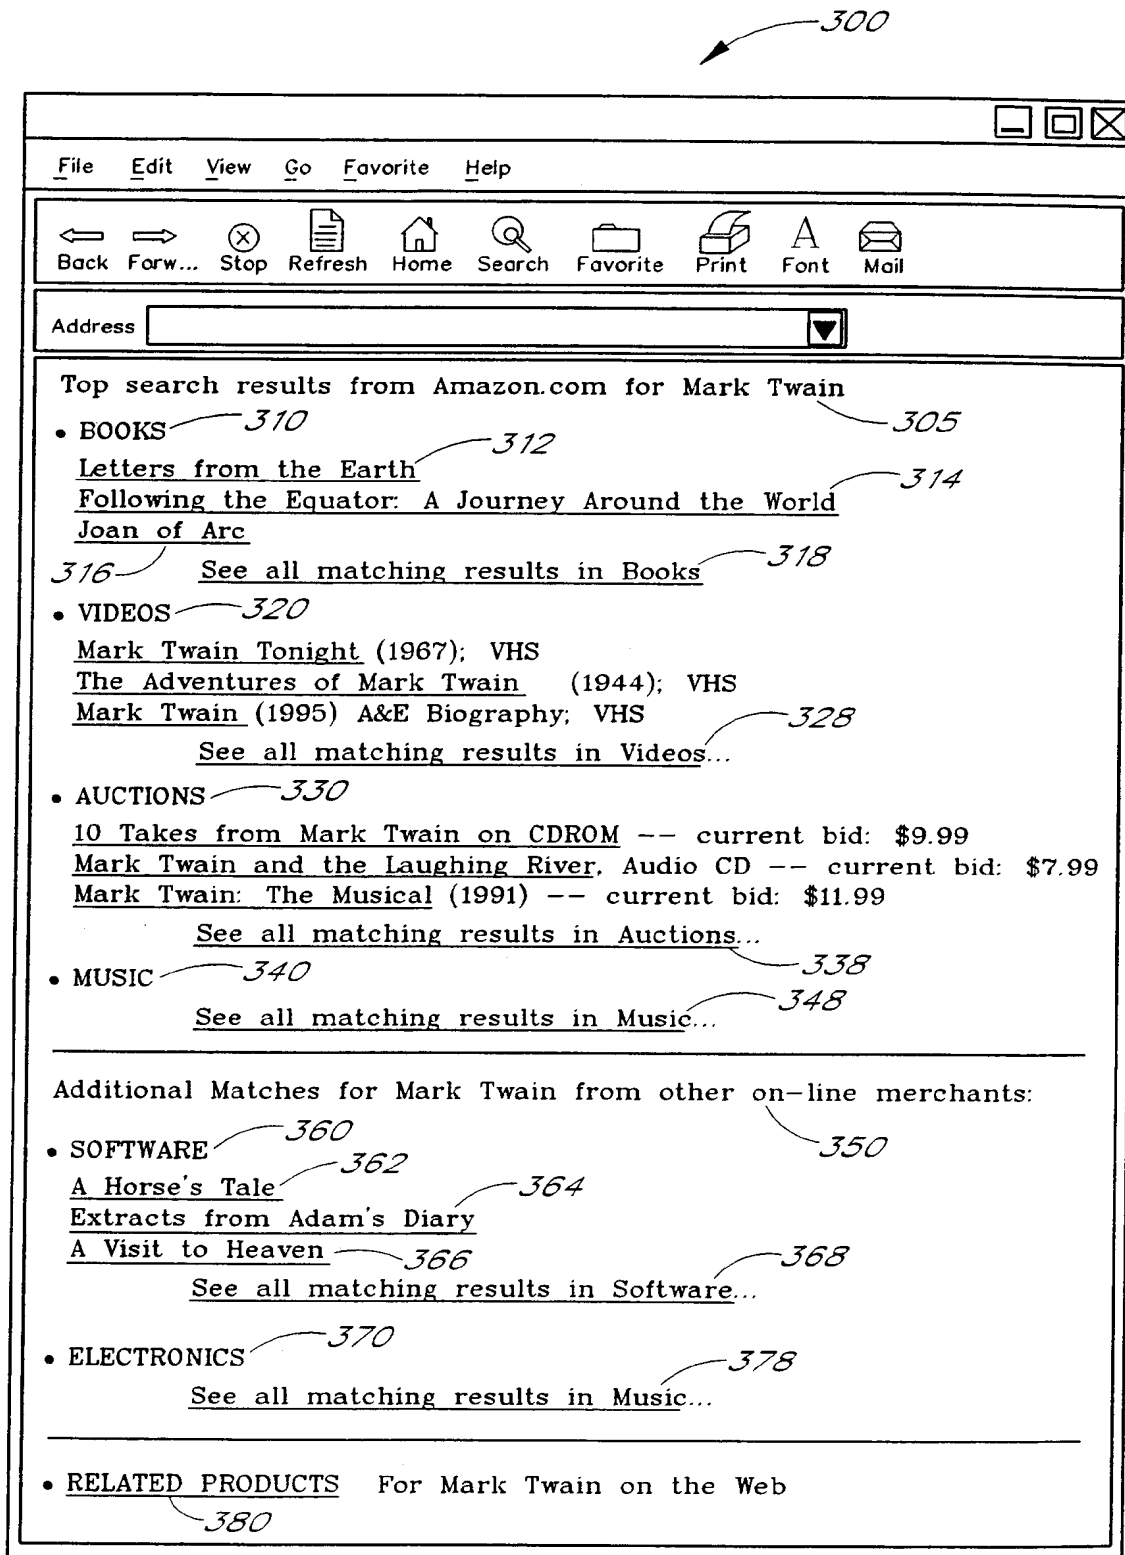 300
File Edit View Go Favorite Help
Back Forw... Stop Refresh Home Search Favorite Print Font Mail
Address
Top search results from Amazon.com for Mark Twain
305
• BOOKS 310
312
Letters from the Earth
314
Following the Equator: A Journey Around the World
Joan of Arc
316 See all matching results in Books 318
• VIDEOS 320
Mark Twain Tonight (1967); VHS
The Adventures of Mark Twain (1944); VHS
Mark Twain (1995) A&E Biography; VHS
328
See all matching results in Videos...
• AUCTIONS 330
10 Takes from Mark Twain on CDROM -- current bid: $9.99
Mark Twain and the Laughing River, Audio CD -- current bid: $7.99
Mark Twain: The Musical (1991) -- current bid: $11.99
See all matching results in Auctions...
338
• MUSIC 340
348
See all matching results in Music...
Additional Matches for Mark Twain from other on-line merchants:
350
• SOFTWARE 360
362
A Horse's Tale
364
Extracts from Adam's Diary
A Visit to Heaven 366
368
See all matching results in Software...
• ELECTRONICS 370
378
See all matching results in Music...
• RELATED PRODUCTS For Mark Twain on the Web
380